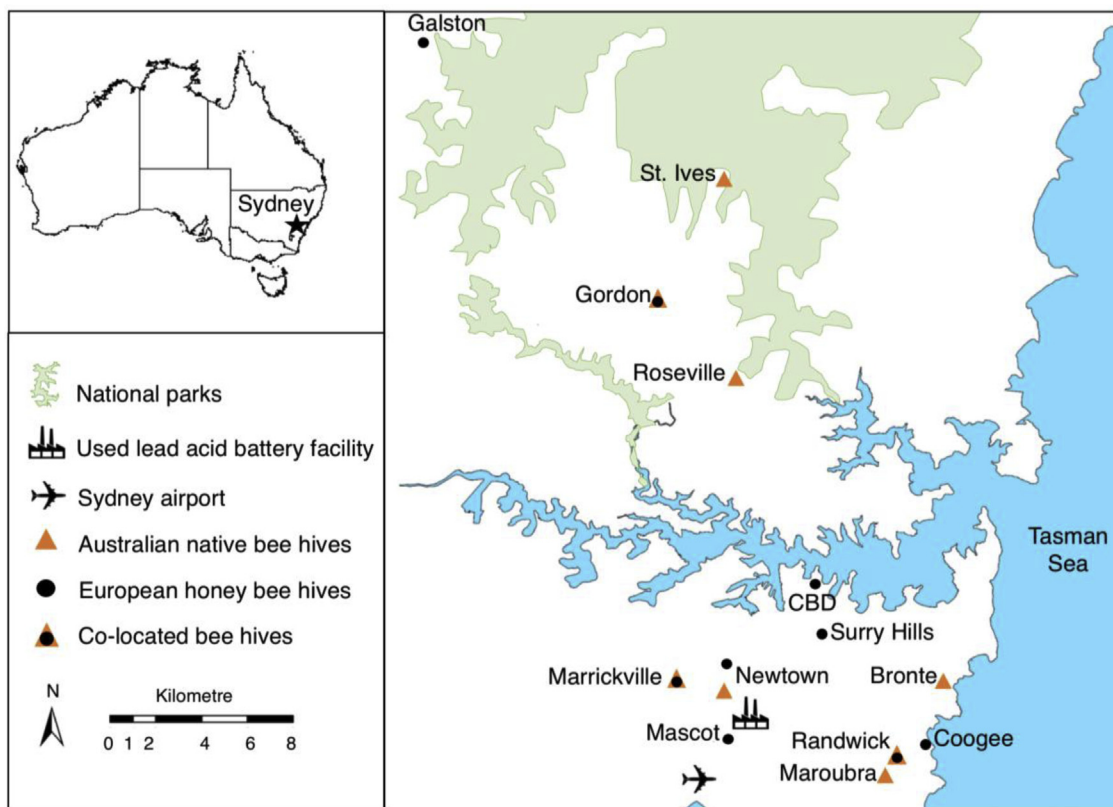 Sydney
National parks
Used lead acid battery facility
Sydney airport
Australian native bee hives
European honey bee hives
Co-located bee hives
N
Kilometre
0 1 2 4 6 8
Galston
St. Ives
Gordon
Roseville
Tasman
Sea
CBD
Surry Hills
Marrickville
Newtown
Bronte
Mascot
Randwick
Coogee
Maroubra